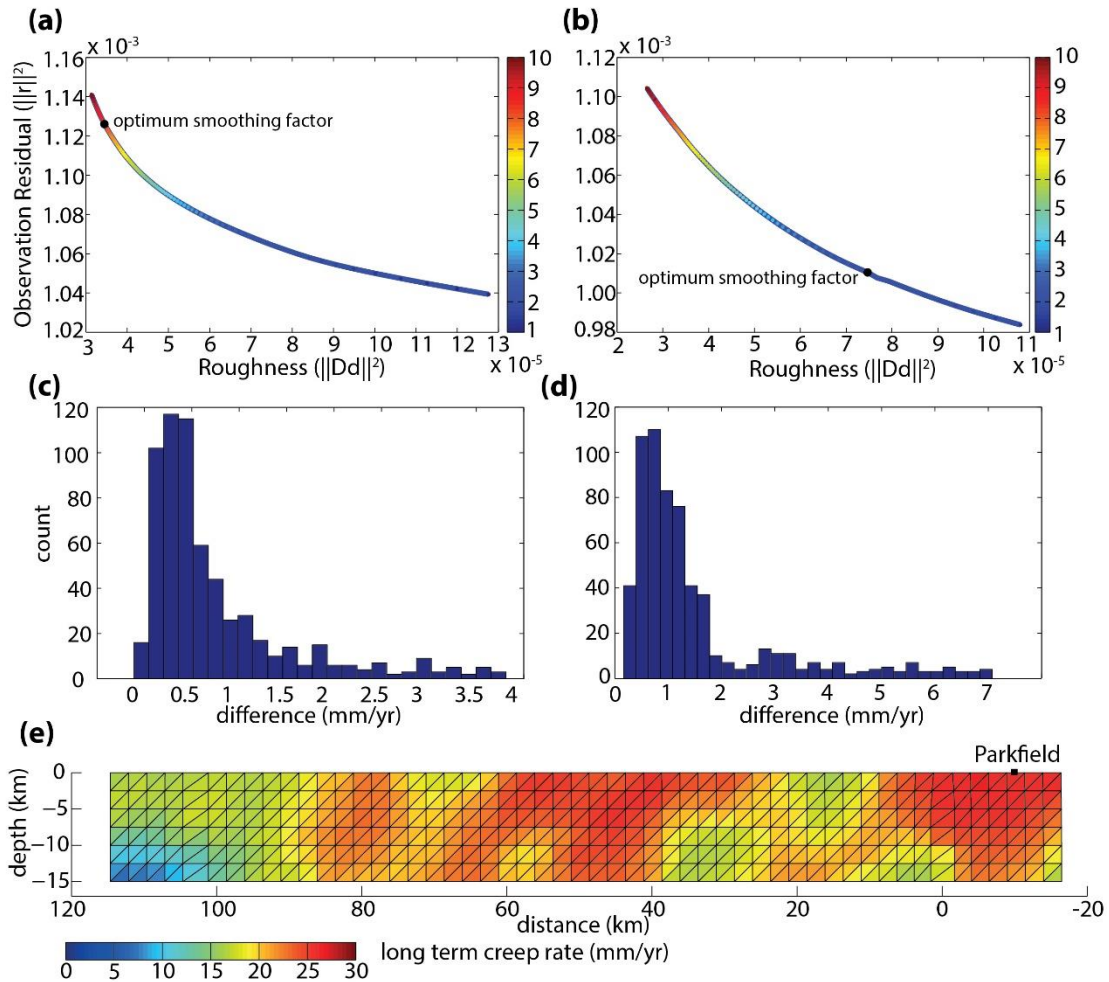 (a)
x 10⁻³
1.16
1.14
1.12
1.10
1.08
1.06
1.04
1.02
Observation Residual (||r||²)
optimum smoothing factor
3 4 5 6 7 8 9 10 11 12 13
x 10⁻⁵
Roughness (||Dd||²)
10
9
8
7
6
5
4
3
2
1
(b)
x 10⁻³
1.12
1.10
1.08
1.06
1.04
1.02
1.00
0.98
optimum smoothing factor
2 3 4 5 6 7 8 9 10 11
x 10⁻⁵
Roughness (||Dd||²)
10
9
8
7
6
5
4
3
2
1
(c)
120
100
80
60
40
20
0
count
0 0.5 1 1.5 2 2.5 3 3.5 4
difference (mm/yr)
(d)
120
100
80
60
40
20
0
0 1 2 3 4 5 6 7
difference (mm/yr)
(e)
Parkfield
0
−5
−10
−15
depth (km)
120 100 80 60 40 20 0 -20
distance (km)
0 5 10 15 20 25 30
long term creep rate (mm/yr)